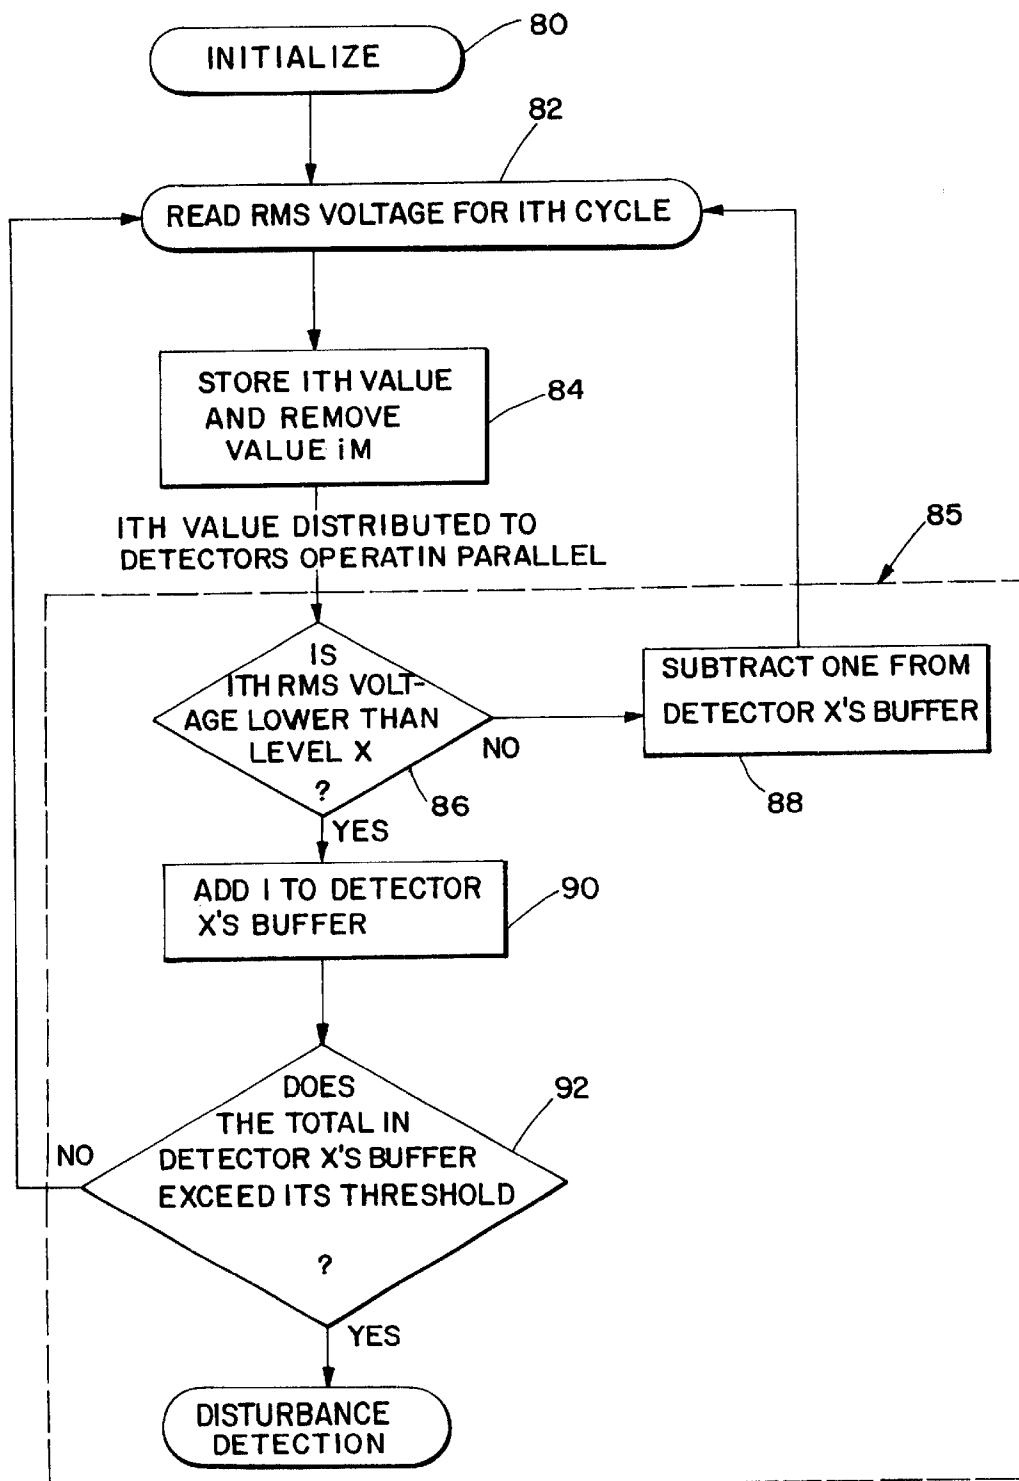 INITIALIZE
80
82
READ RMS VOLTAGE FOR ITH CYCLE
STORE ITH VALUE
AND REMOVE
VALUE iM
84
ITH VALUE DISTRIBUTED TO
DETECTORS OPERATIN PARALLEL
85
IS
ITH RMS VOLT-
AGE LOWER THAN
LEVEL X
?
86
NO
SUBTRACT ONE FROM
DETECTOR X'S BUFFER
88
YES
ADD 1 TO DETECTOR
X'S BUFFER
90
DOES
THE TOTAL IN
DETECTOR X'S BUFFER
EXCEED ITS THRESHOLD
?
92
NO
YES
DISTURBANCE
DETECTION